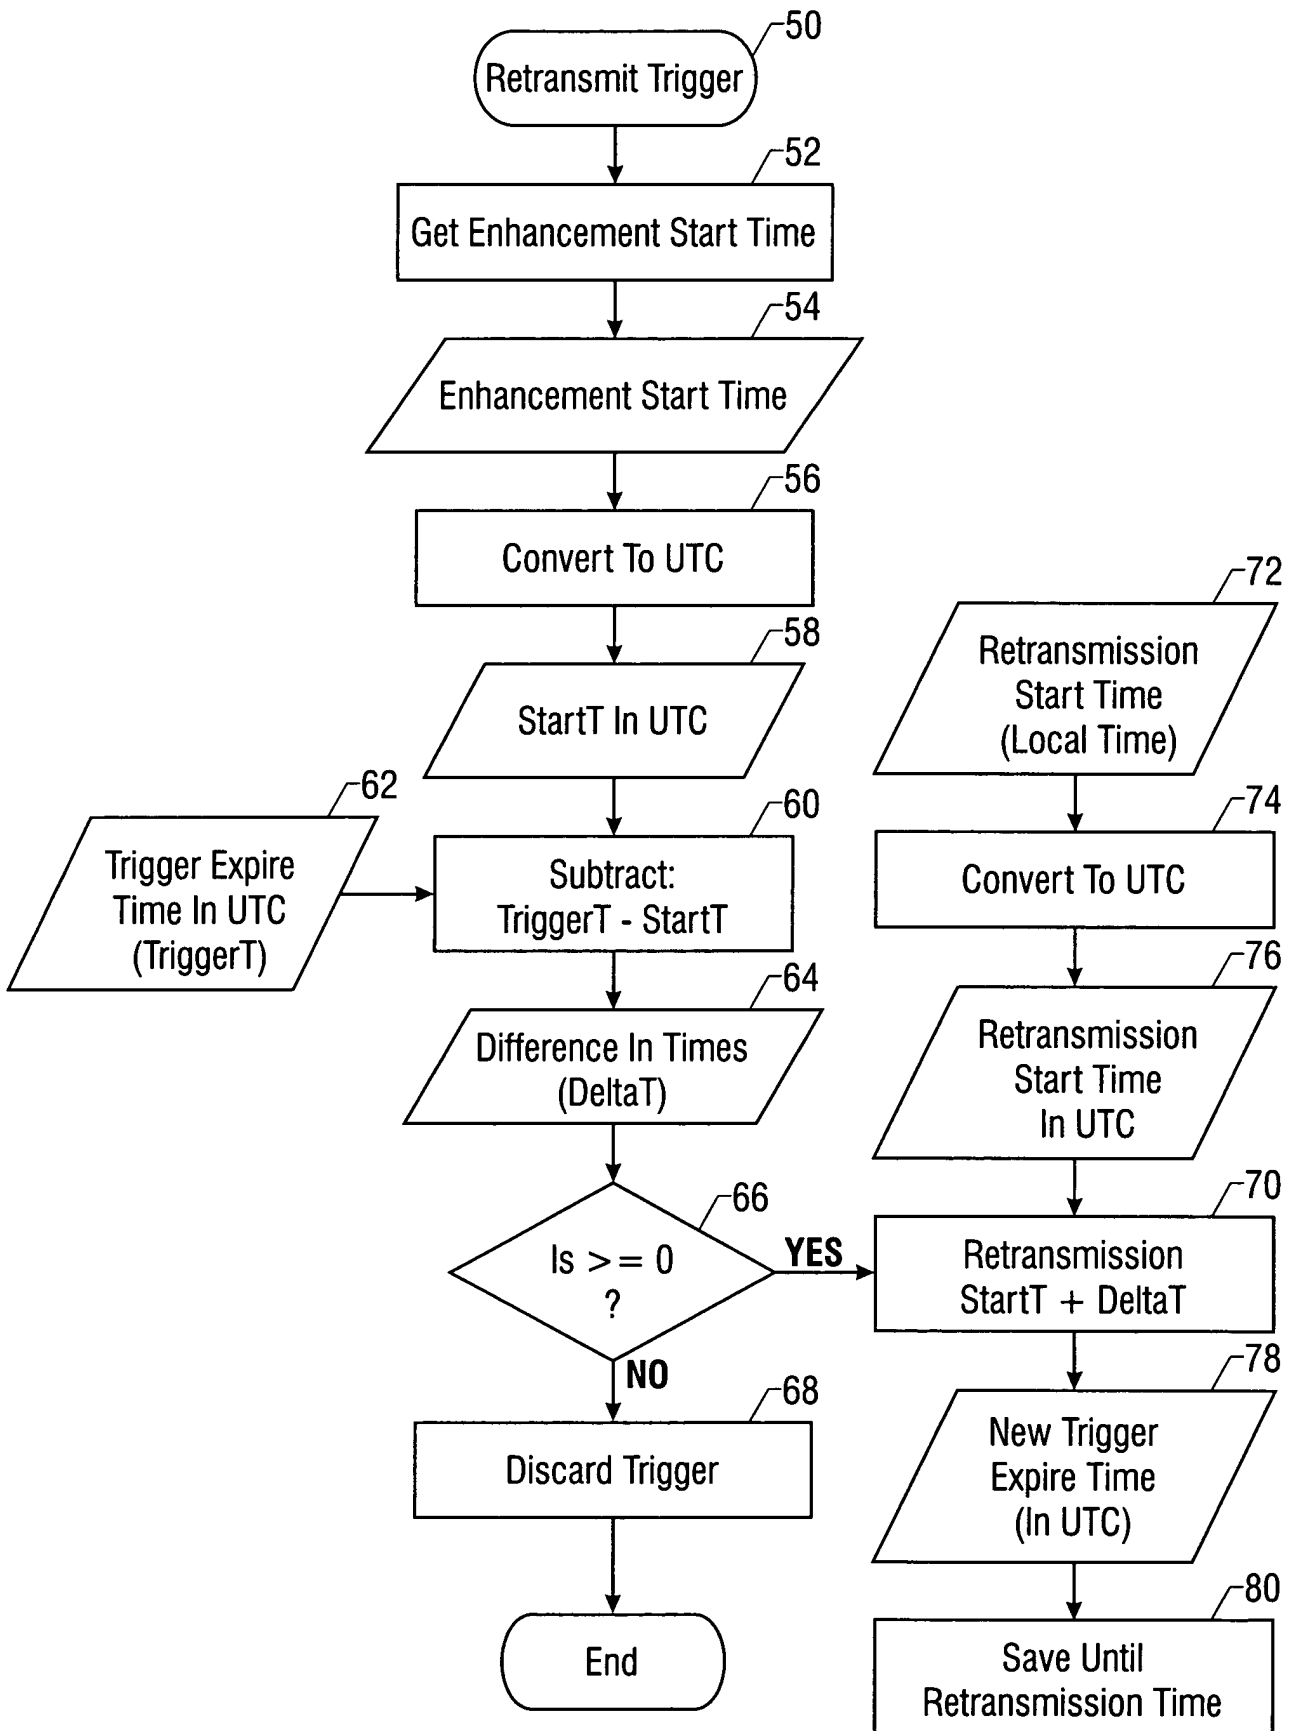 50
Retransmit Trigger
52
Get Enhancement Start Time
54
Enhancement Start Time
56
Convert To UTC
58
StartT In UTC
62
Trigger Expire
Time In UTC
(TriggerT)
60
Subtract:
TriggerT - StartT
64
Difference In Times
(DeltaT)
66
Is >= 0
?
YES
NO
68
Discard Trigger
End
72
Retransmission
Start Time
(Local Time)
74
Convert To UTC
76
Retransmission
Start Time
In UTC
70
Retransmission
StartT + DeltaT
78
New Trigger
Expire Time
(In UTC)
80
Save Until
Retransmission Time